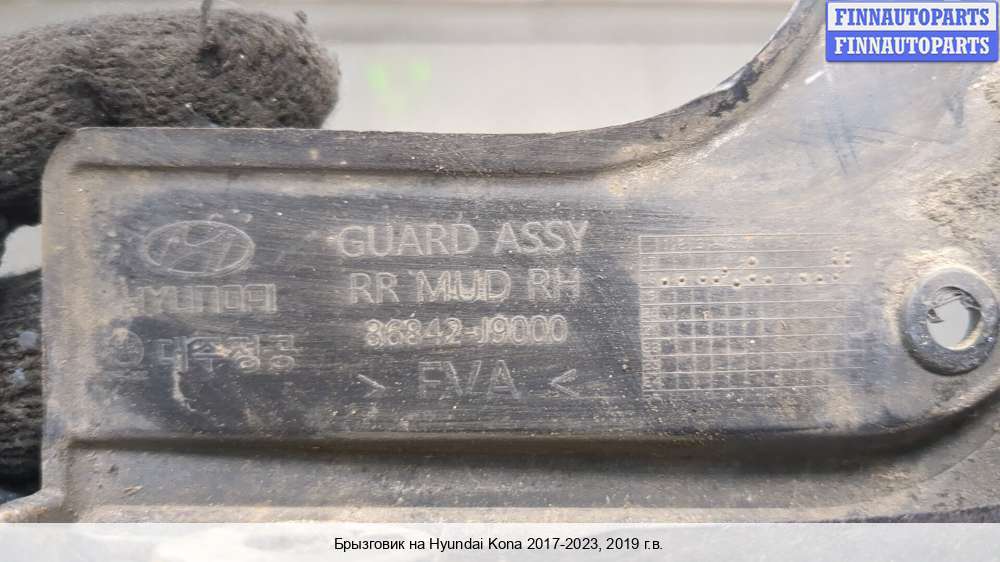 FINNAUTOPARTS
FINNAUTOPARTS
HYUNDAI
GUARD ASSY
RR MUD RH
86842-J9000
> EVA <
Брызговик на Hyundai Kona 2017-2023, 2019 г.в.